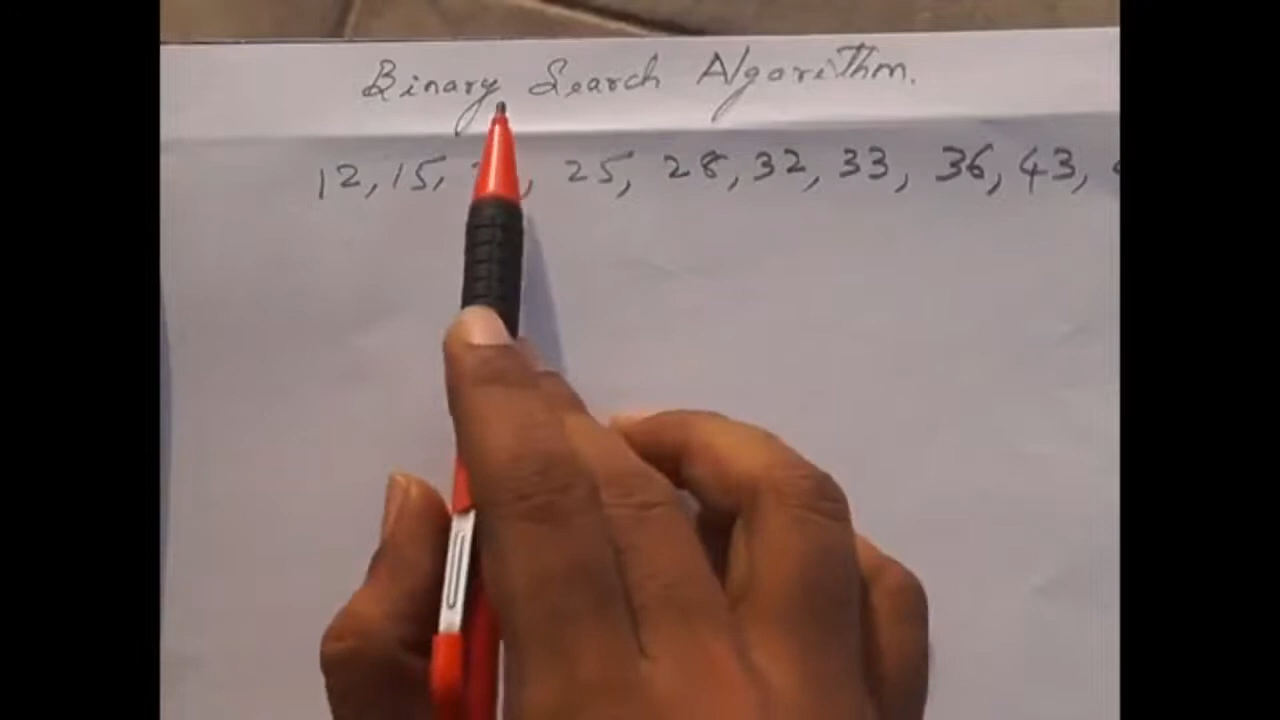 Binary Search Algorithm.
12, 15, 25, 28, 32, 33, 36, 43,